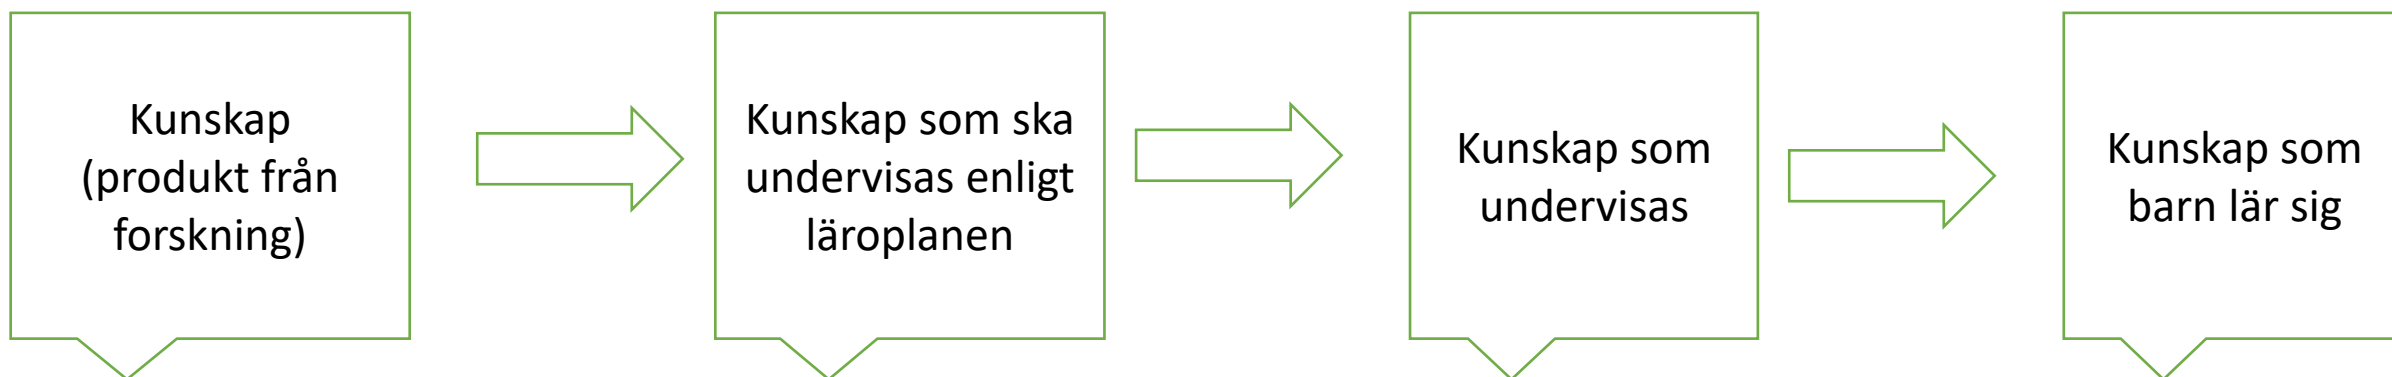 Kunskap
(produkt från
forskning)
Kunskap som ska
undervisas enligt
läroplanen
Kunskap som
undervisas
Kunskap som
barn lär sig